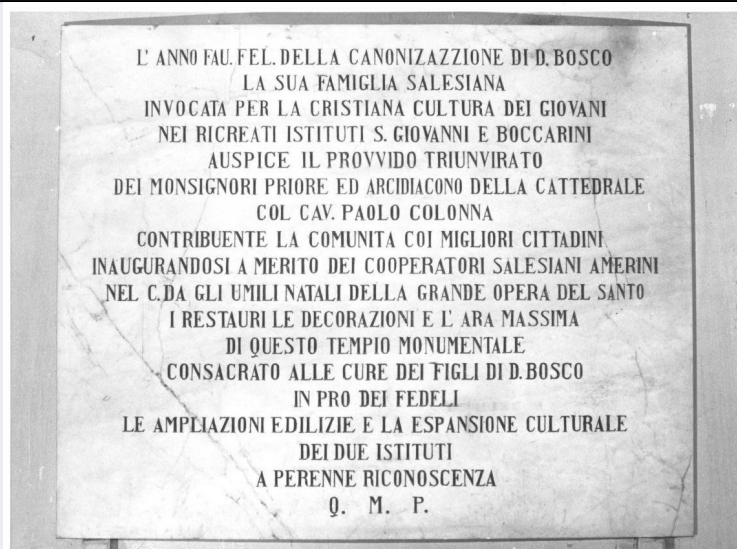 L' ANNO FAU. FEL. DELLA CANONIZAZZIONE DI D. BOSCO
LA SUA FAMIGLIA SALESIANA
INVOCATA PER LA CRISTIANA CULTURA DEI GIOVANI
NEI RICREATI ISTITUTI S. GIOVANNI E BOCCARINI
AUSPICE IL PROVVIDO TRIUNVIRATO
DEI MONSIGNORI PRIORE ED ARCIDIACONO DELLA CATTEDRALE
COL CAV. PAOLO COLONNA
CONTRIBUENTE LA COMUNITA COI MIGLIORI CITTADINI
INAUGURANDOSI A MERITO DEI COOPERATORI SALESIANI AMERINI
NEL C. DA GLI UMILI NATALI DELLA GRANDE OPERA DEL SANTO
I RESTAURI LE DECORAZIONI E L' ARA MASSIMA
DI QUESTO TEMPIO MONUMENTALE
CONSACRATO ALLE CURE DEI FIGLI DI D. BOSCO
IN PRO DEI FEDELI
LE AMPLIAZIONI EDILIZIE E LA ESPANSIONE CULTURALE
DEI DUE ISTITUTI
A PERENNE RICONOSCENZA
Q. M. P.